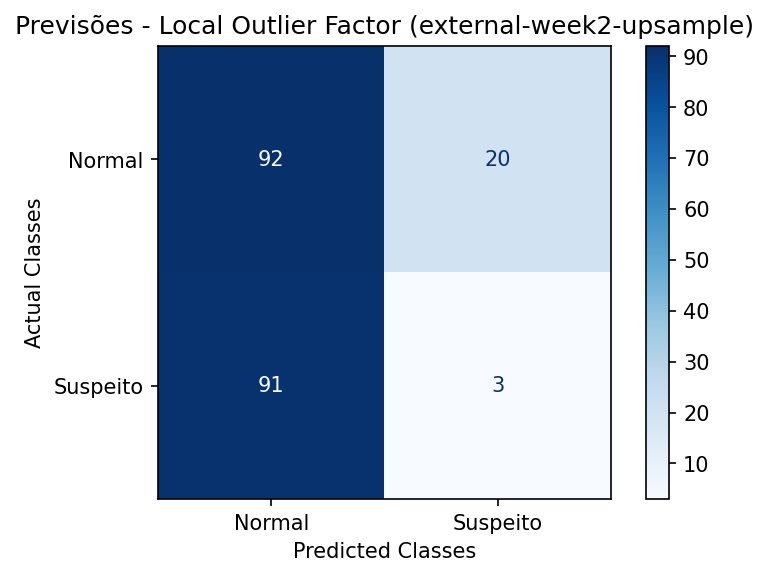 Previsões - Local Outlier Factor (external-week2-upsample)
Normal
92
20
Suspeito
91
3
Actual Classes
Normal
Suspeito
Predicted Classes
90
80
70
60
50
40
30
20
10